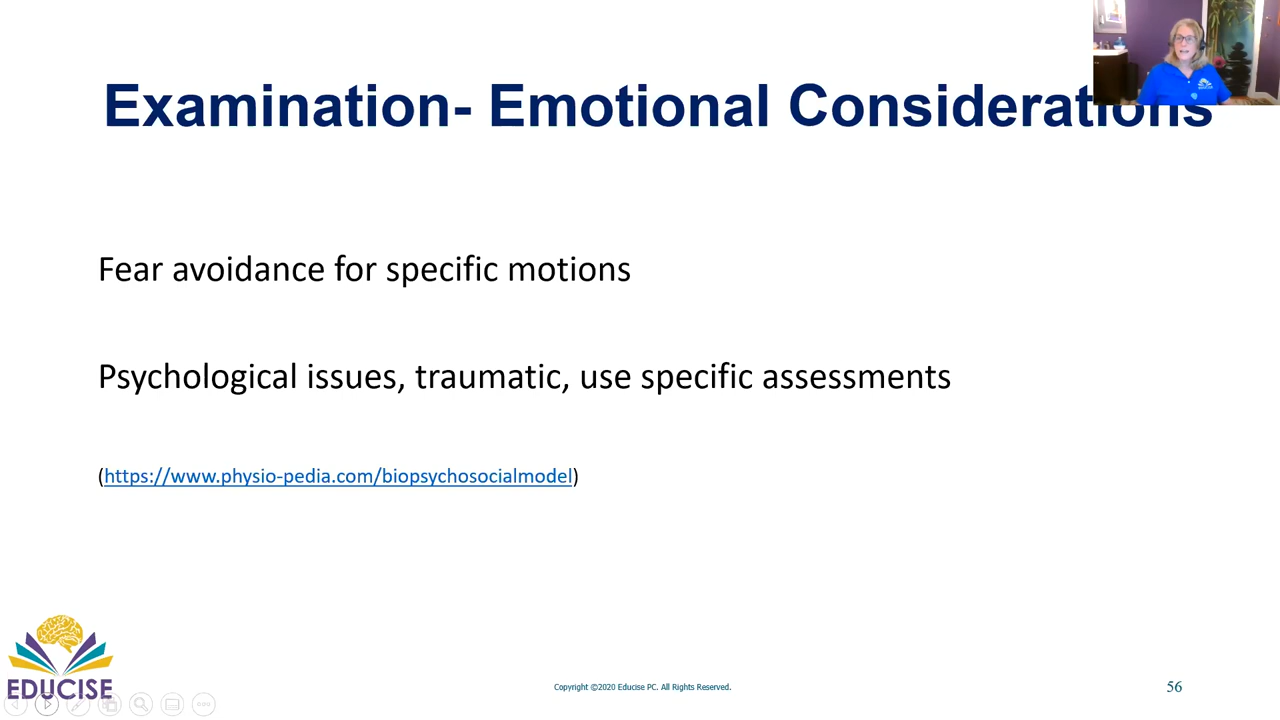 Examination- Emotional Considerations
Fear avoidance for specific motions
Psychological issues, traumatic, use specific assessments
(https://www.physio-pedia.com/biopsychosocialmodel)
EDUCISE
Copyright ©2020 Educise PC. All Rights Reserved.
56